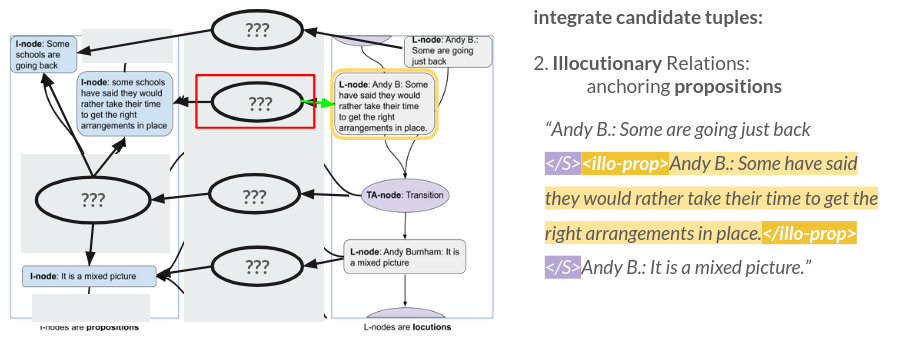 ???
I-node: Some
schools are
going back
L-node: Andy B.:
Some are going
just back
I-node: some schools
have said they would
rather take their time
to get the right
arrangements in place
???
L-node: Andy B: Some
have said they would
rather take their time
to get the right
arrangements in place.
???
???
TA-node: Transition
I-node: It is a mixed picture
???
L-node: Andy Burnham: It is
a mixed picture
I-nodes are propositions
L-nodes are locutions
integrate candidate tuples:
2. Illocutionary Relations:
anchoring propositions
“Andy B.: Some are going just back
</S><illo-prop>Andy B.: Some have said
they would rather take their time to get the
right arrangements in place.</illo-prop>
</S>Andy B.: It is a mixed picture.”